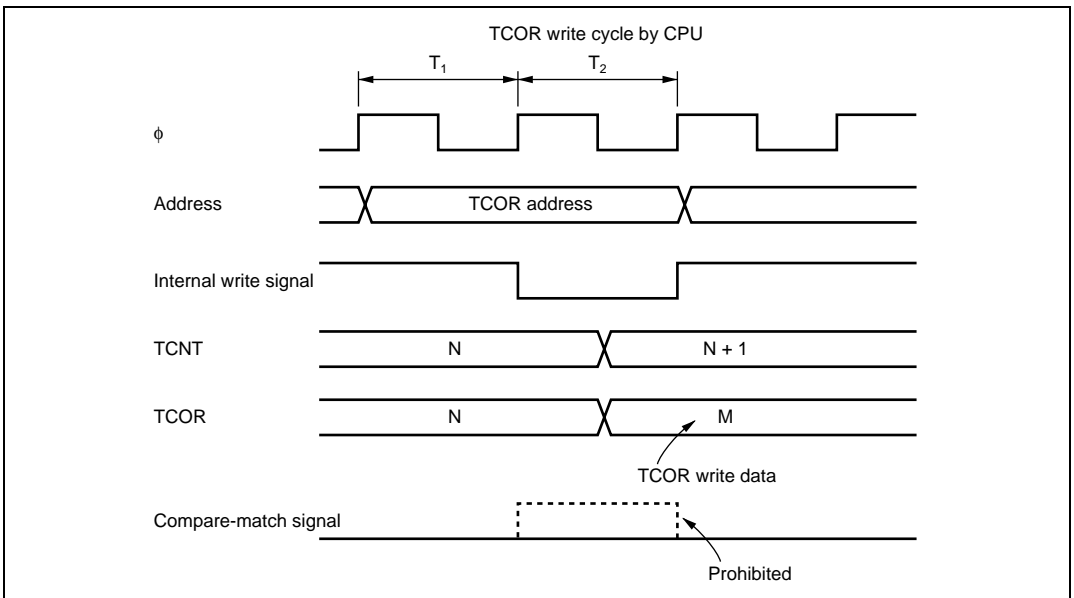 TCOR write cycle by CPU
T1 T2
φ
Address TCOR address
Internal write signal
TCNT N N + 1
TCOR N M
TCOR write data
Compare-match signal
Prohibited